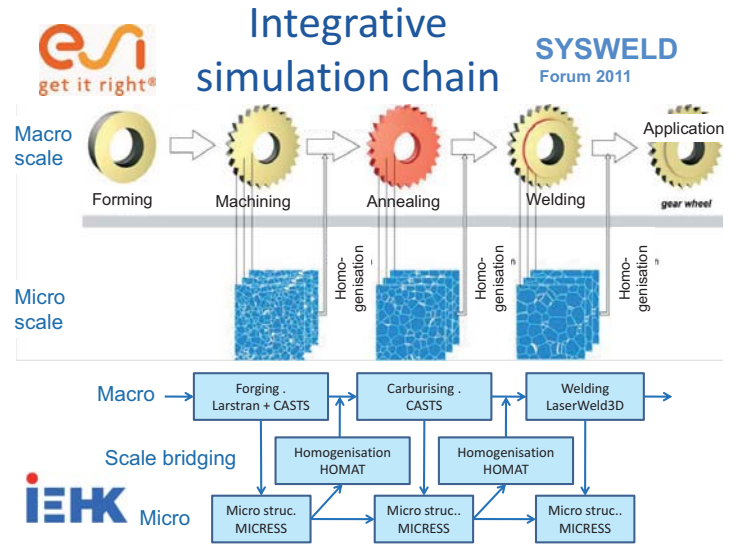 esi
get it right®
Integrative
simulation chain
SYSWELD
Forum 2011
Macro
scale
Forming
Machining
Annealing
Welding
Application
gear wheel
Micro
scale
Homo-
genisation
Homo-
genisation
Homo-
genisation
Macro
Forging .
Larstran + CASTS
Carburising .
CASTS
Welding
LaserWeld3D
Scale bridging
Homogenisation
HOMAT
Homogenisation
HOMAT
iEHK
Micro
Micro struc.
MICRESS
Micro struc..
MICRESS
Micro struc..
MICRESS